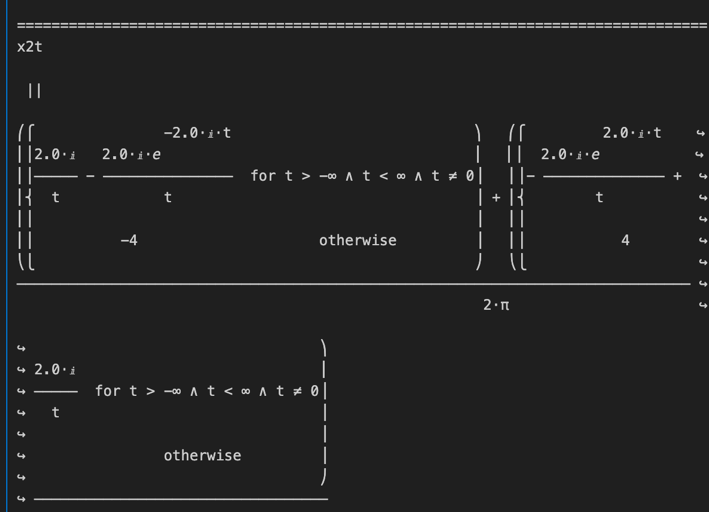 ================================================================================
x2t

 ||

⎛⎧               -2.0⋅ⅈ⋅t                            ⎞   ⎛⎧         2.0⋅ⅈ⋅t    ↪
⎜⎪2.0⋅ⅈ   2.0⋅ⅈ⋅ℯ                                    ⎟   ⎜⎪  2.0⋅ⅈ⋅ℯ           ↪
⎜⎪───── - ───────────────  for t > -∞ ∧ t < ∞ ∧ t ≠ 0⎟   ⎜⎪- ────────────── +  ↪
⎜⎨  t            t                                   ⎟ + ⎜⎨        t           ↪
⎜⎪                                                   ⎟   ⎜⎪                    ↪
⎜⎪          -4                     otherwise         ⎟   ⎜⎪           4        ↪
⎝⎩                                                   ⎠   ⎝⎩                    ↪
────────────────────────────────────────────────────────────────────────────── ↪
                                                      2⋅π                      ↪

↪                                  ⎞
↪ 2.0⋅ⅈ                            ⎟
↪ ─────  for t > -∞ ∧ t < ∞ ∧ t ≠ 0⎟
↪   t                              ⎟
↪                                  ⎟
↪                otherwise         ⎟
↪                                  ⎠
↪ ──────────────────────────────────